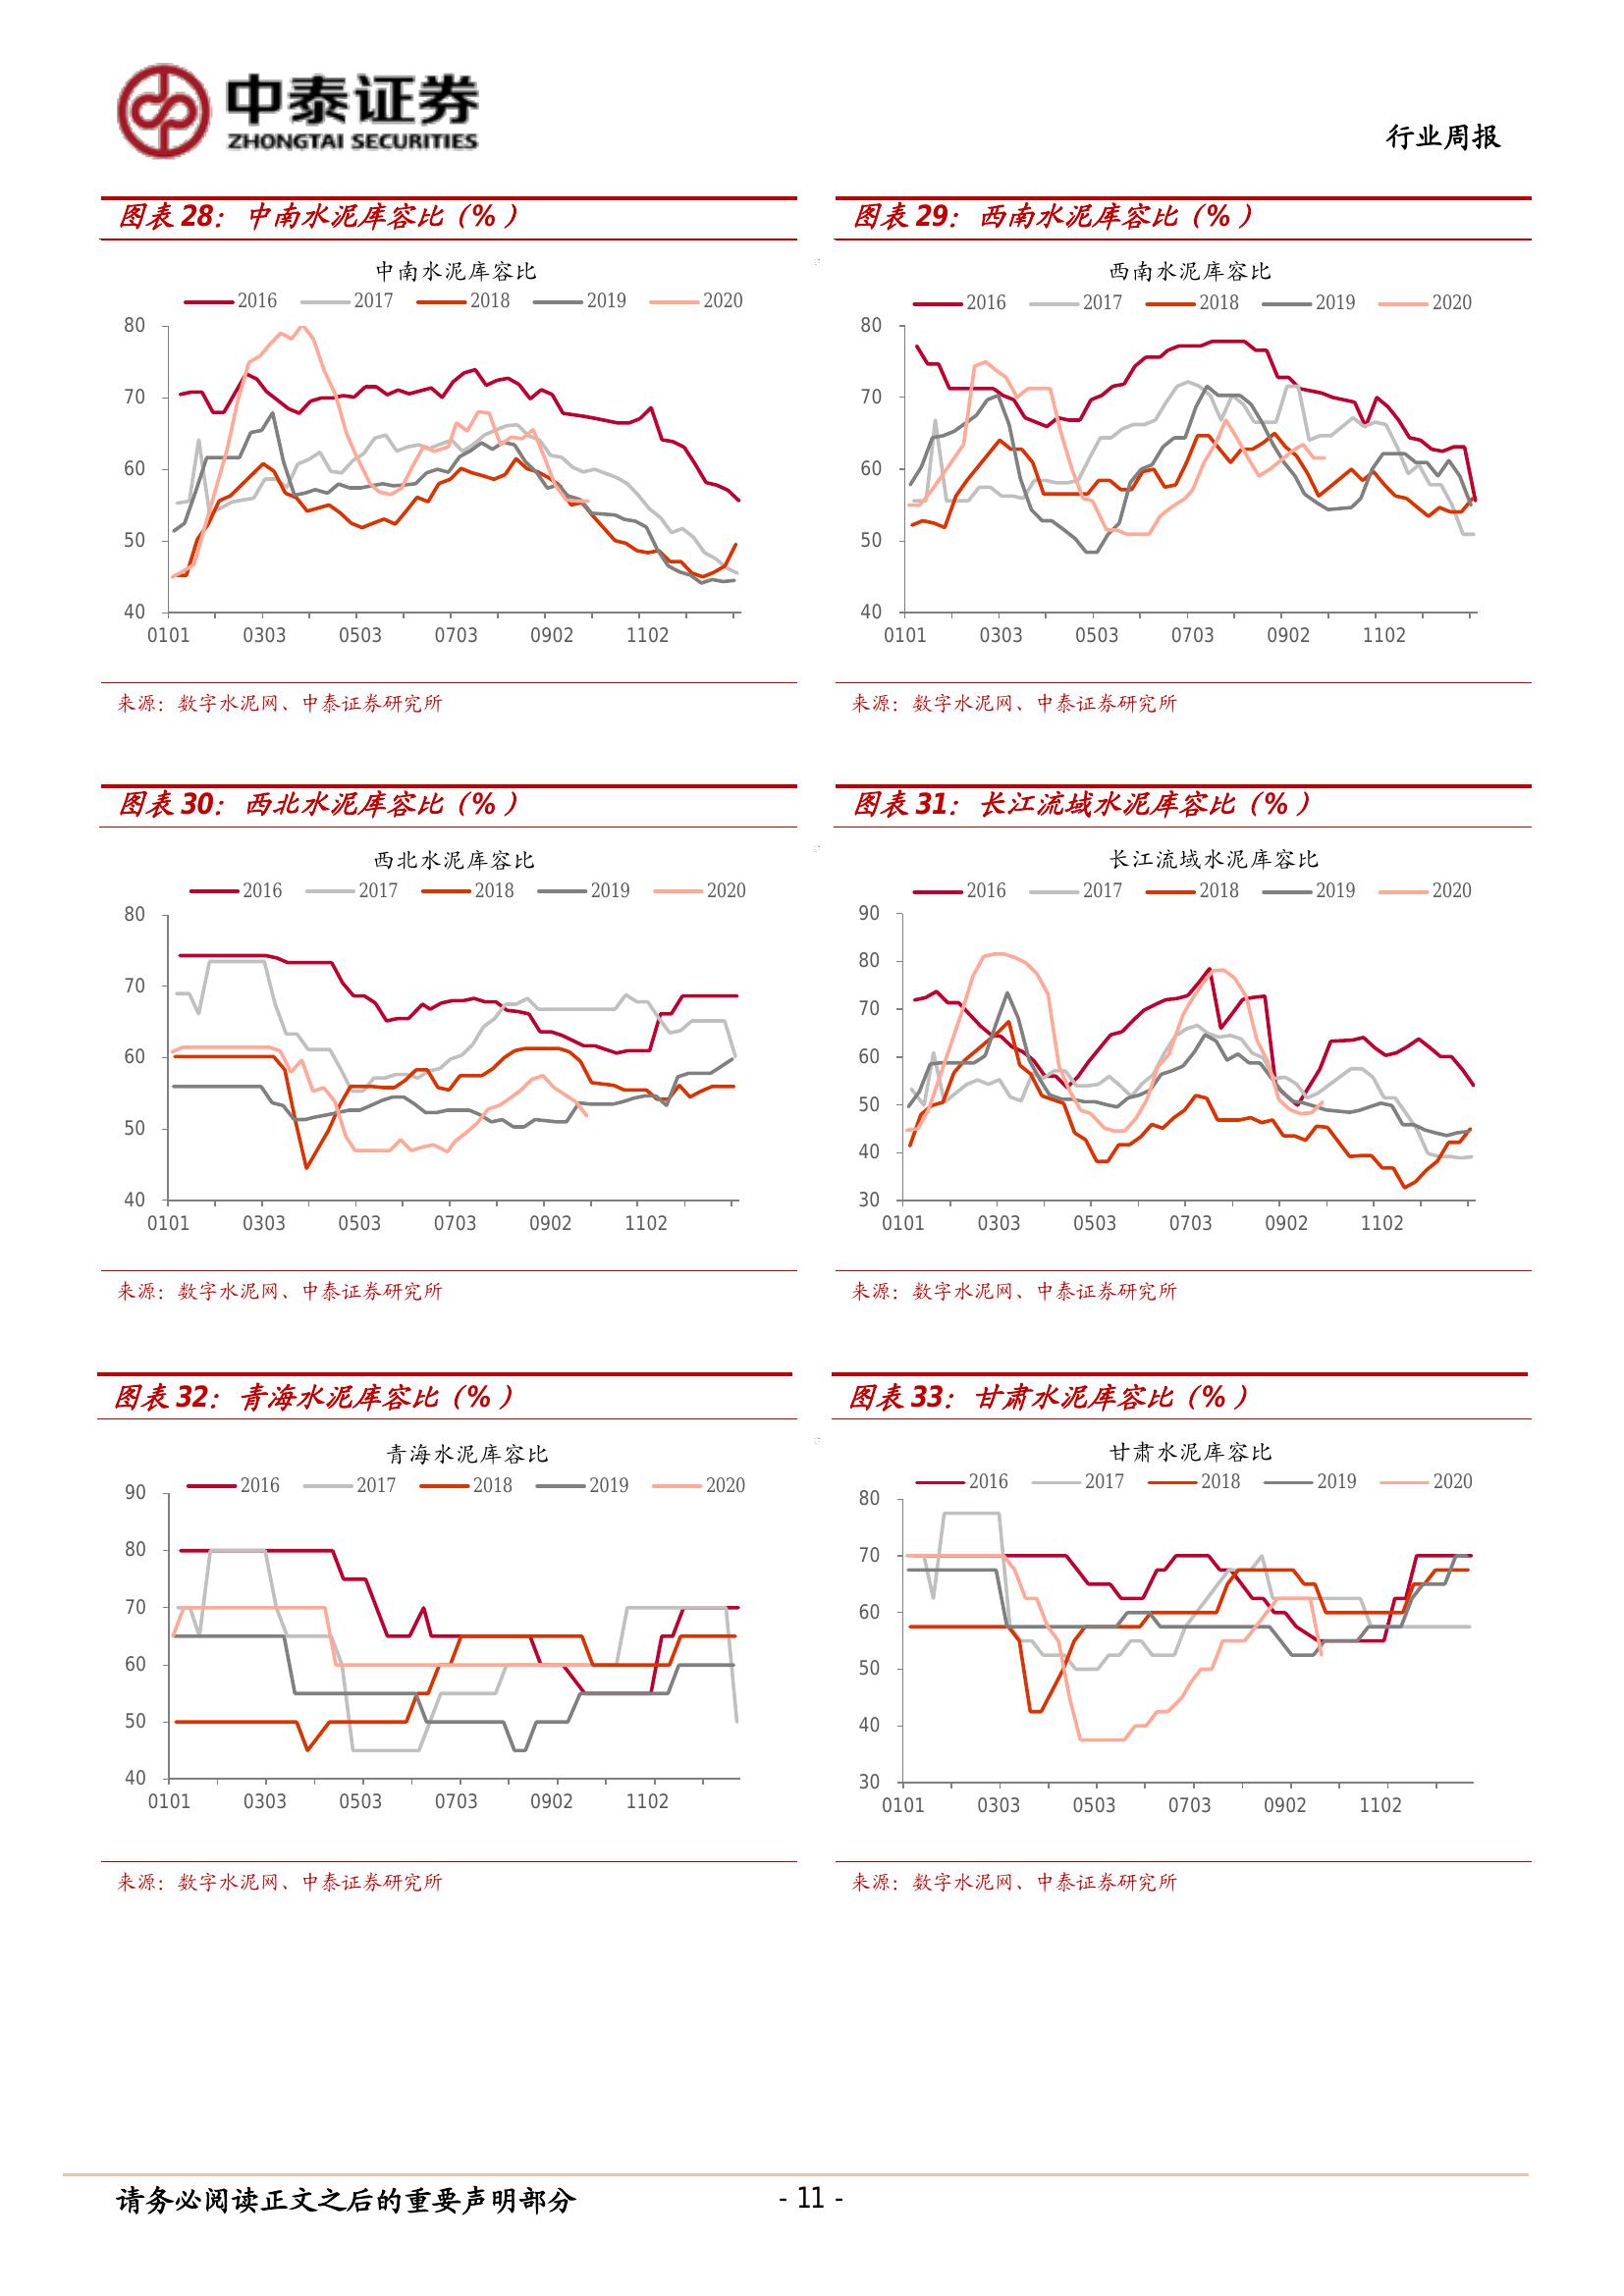 中泰证券
ZHONGTAI SECURITIES
行业周报
图表 28：中南水泥库容比（%）
中南水泥库容比
2016 2017 2018 2019 2020
80
70
60
50
40
0101 0303 0503 0703 0902 1102
来源：数字水泥网、中泰证券研究所
图表 29：西南水泥库容比（%）
西南水泥库容比
2016 2017 2018 2019 2020
80
70
60
50
40
0101 0303 0503 0703 0902 1102
来源：数字水泥网、中泰证券研究所
图表 30：西北水泥库容比（%）
西北水泥库容比
2016 2017 2018 2019 2020
80
70
60
50
40
0101 0303 0503 0703 0902 1102
来源：数字水泥网、中泰证券研究所
图表 31：长江流域水泥库容比（%）
长江流域水泥库容比
2016 2017 2018 2019 2020
90
80
70
60
50
40
30
0101 0303 0503 0703 0902 1102
来源：数字水泥网、中泰证券研究所
图表 32：青海水泥库容比（%）
青海水泥库容比
2016 2017 2018 2019 2020
90
80
70
60
50
40
0101 0303 0503 0703 0902 1102
来源：数字水泥网、中泰证券研究所
图表 33：甘肃水泥库容比（%）
甘肃水泥库容比
2016 2017 2018 2019 2020
80
70
60
50
40
30
0101 0303 0503 0703 0902 1102
来源：数字水泥网、中泰证券研究所
请务必阅读正文之后的重要声明部分
- 11 -